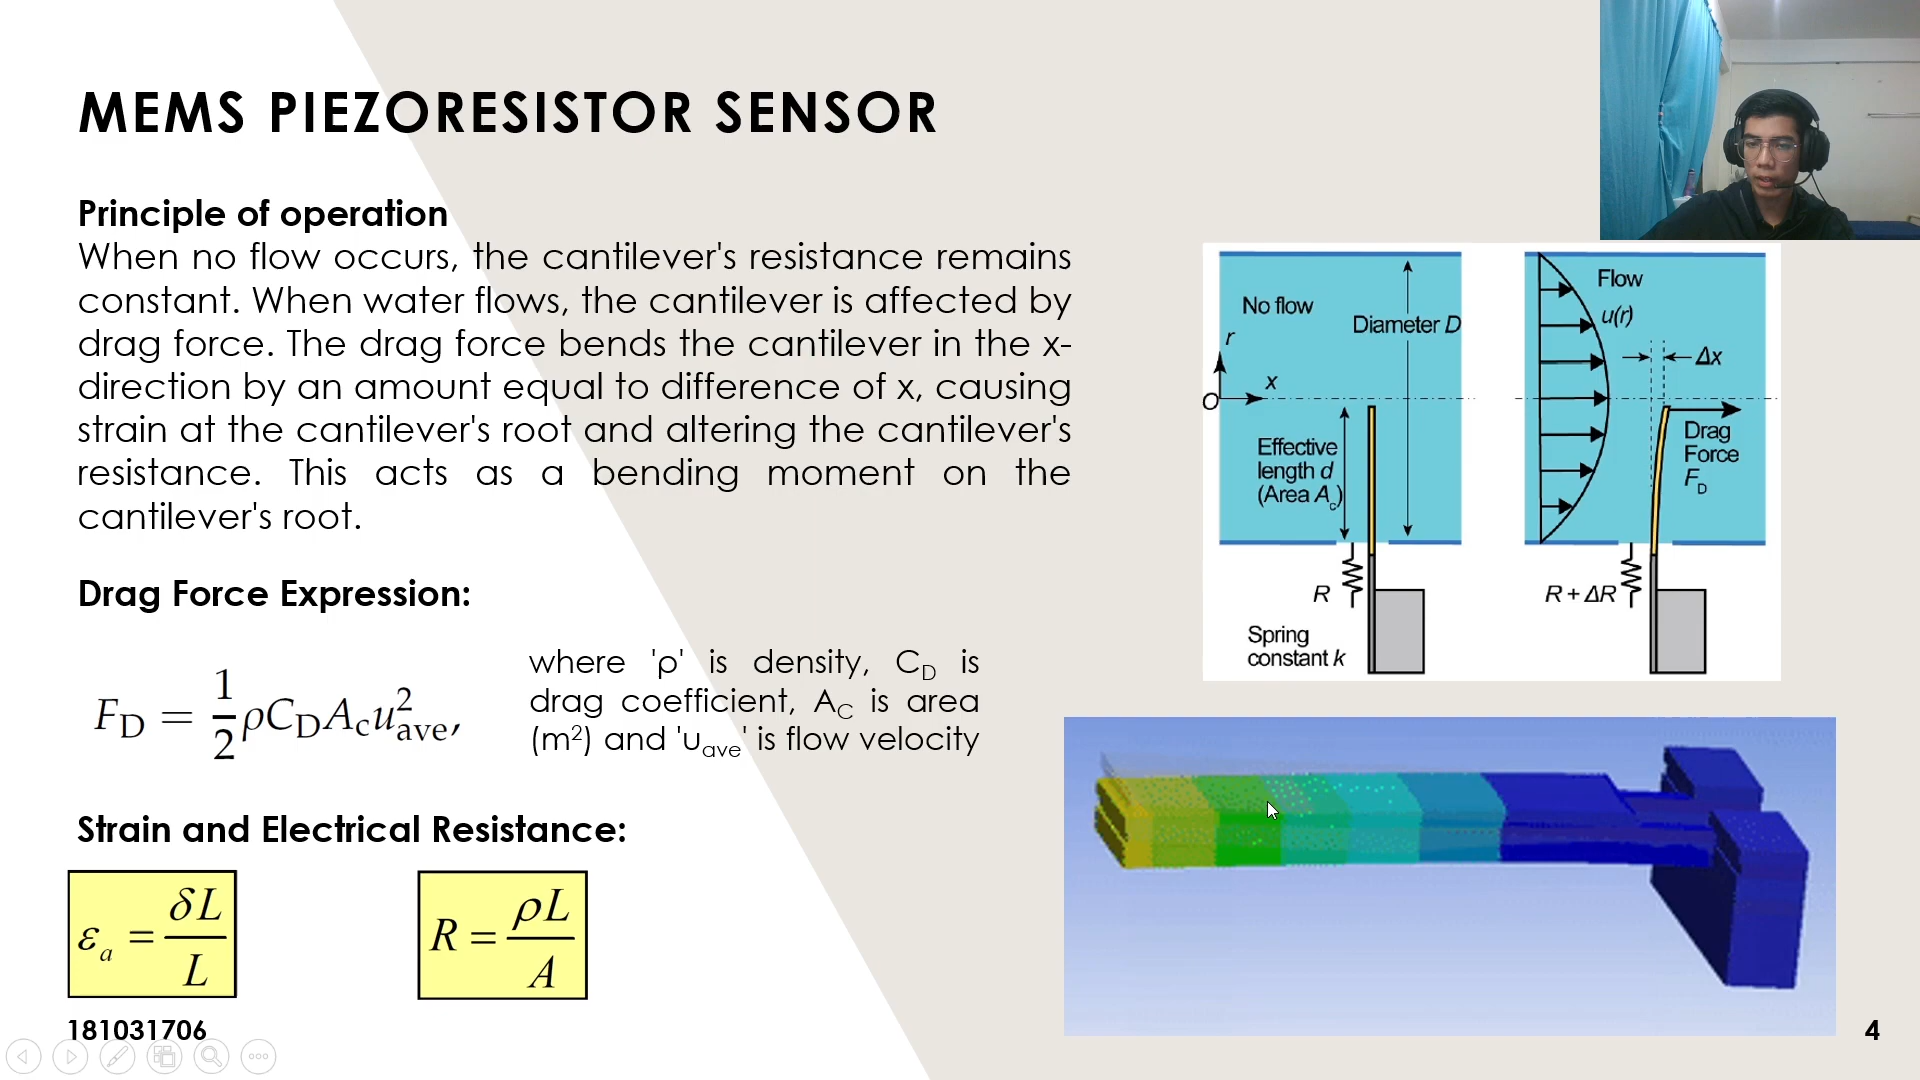 MEMS PIEZORESISTOR SENSOR
Principle of operation
When no flow occurs, the cantilever's resistance remains
constant. When water flows, the cantilever is affected by
drag force. The drag force bends the cantilever in the x-
direction by an amount equal to difference of x, causing
strain at the cantilever's root and altering the cantilever's
resistance. This acts as a bending moment on the
cantilever's root.
Drag Force Expression:
F_D = 1/2 ρC_D A_c u²_ave,
where 'ρ' is density, C_D is
drag coefficient, A_C is area
(m²) and 'u_ave' is flow velocity
Strain and Electrical Resistance:
ε_a = δL/L
R = ρL/A
181031706
No flow
r
Diameter D
x
O
Effective
length d
(Area A_c)
R
Spring
constant k
Flow
u(r)
Δx
Drag
Force
F_D
R + ΔR
4